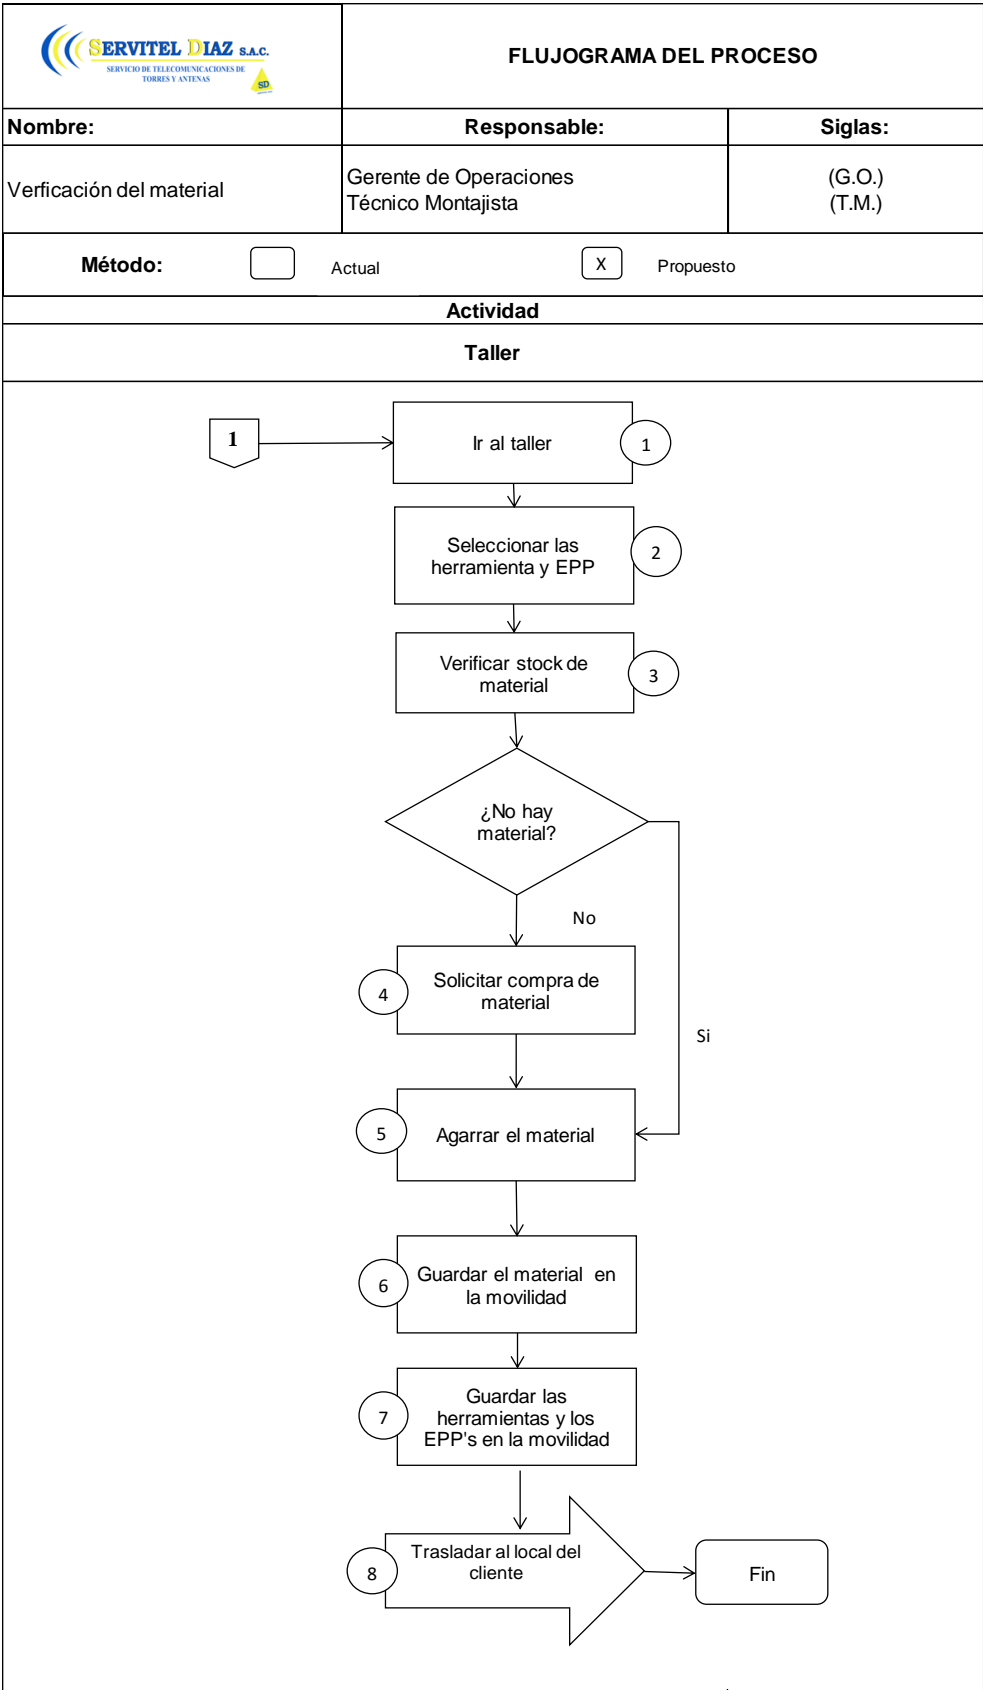 SERVITEL DIAZ S.A.C.
SERVICIO DE TELECOMUNICACIONES DE
TORRES Y ANTENAS
SD
FLUJOGRAMA DEL PROCESO
Nombre:
Responsable:
Siglas:
Verficación del material
Gerente de Operaciones
Técnico Montajista
(G.O.)
(T.M.)
Método:
Actual
X
Propuesto
Actividad
Taller
1
Ir al taller
1
Seleccionar las
herramienta y EPP
2
Verificar stock de
material
3
¿No hay
material?
No
Si
4
Solicitar compra de
material
5
Agarrar el material
6
Guardar el material en
la movilidad
7
Guardar las
herramientas y los
EPP's en la movilidad
8
Trasladar al local del
cliente
Fin